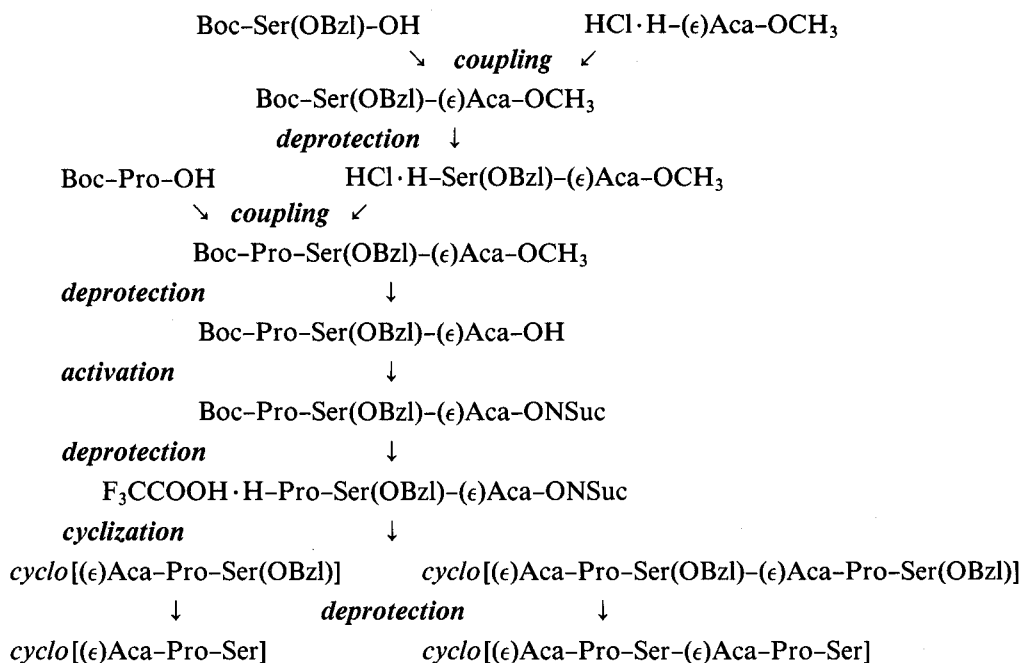 Boc–Ser(OBzl)–OH HCl·H–(ϵ)Aca–OCH₃
↘ coupling ↙
Boc–Ser(OBzl)–(ϵ)Aca–OCH₃
deprotection ↓
Boc–Pro–OH HCl·H–Ser(OBzl)–(ϵ)Aca–OCH₃
↘ coupling ↙
Boc–Pro–Ser(OBzl)–(ϵ)Aca–OCH₃
deprotection ↓
Boc–Pro–Ser(OBzl)–(ϵ)Aca–OH
activation ↓
Boc–Pro–Ser(OBzl)–(ϵ)Aca–ONSuc
deprotection ↓
F₃CCOOH·H–Pro–Ser(OBzl)–(ϵ)Aca–ONSuc
cyclization ↓
cyclo[(ϵ)Aca–Pro–Ser(OBzl)] cyclo[(ϵ)Aca–Pro–Ser(OBzl)–(ϵ)Aca–Pro–Ser(OBzl)]
↓ deprotection ↓
cyclo[(ϵ)Aca–Pro–Ser] cyclo[(ϵ)Aca–Pro–Ser–(ϵ)Aca–Pro–Ser]